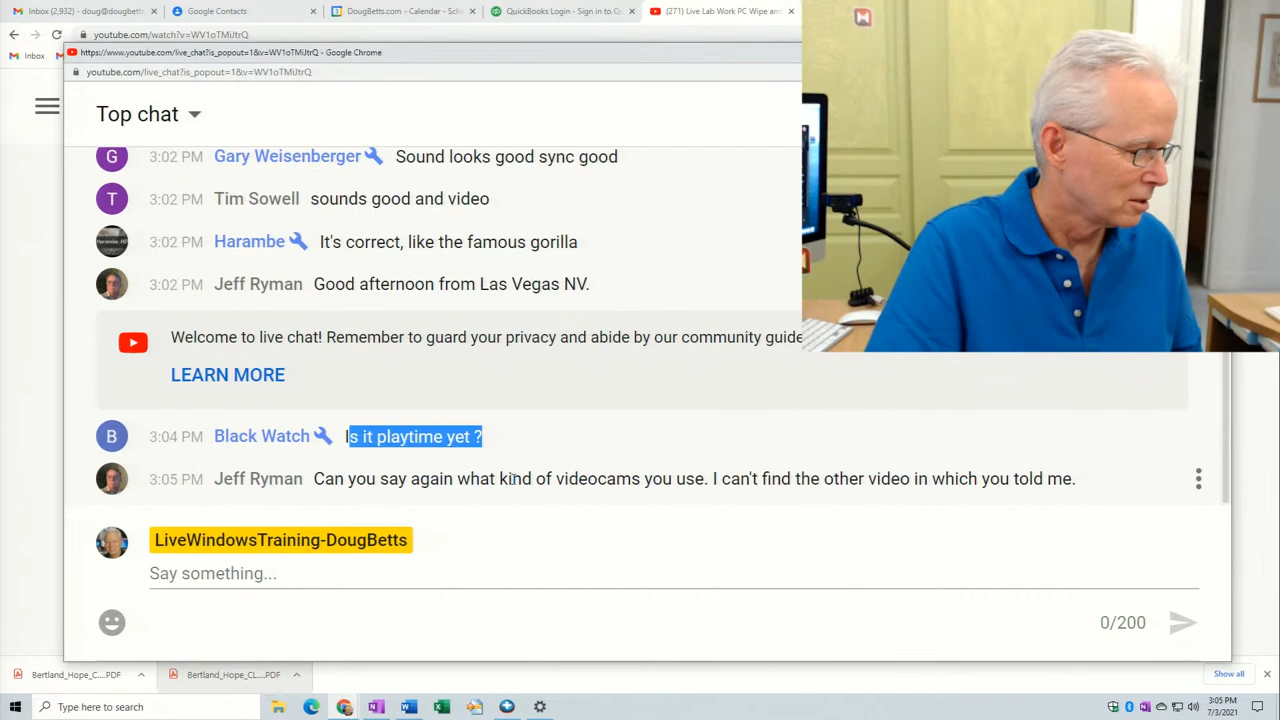 Inbox (2,932) - doug@dougbetts.
Google Contacts
DougBetts.com - Calendar - Sch
QuickBooks Login - Sign in to Qu
(271) Live Lab Work PC Wipe an
youtube.com/watch?v=WV1oTMiJtrQ
Inbox
https://www.youtube.com/live_chat?is_popout=1&v=WV1oTMiJtrQ - Google Chrome
youtube.com/live_chat?is_popout=1&v=WV1oTMiJtrQ
Top chat
G 3:02 PM Gary Weisenberger Sound looks good sync good
T 3:02 PM Tim Sowell sounds good and video
3:02 PM Harambe It's correct, like the famous gorilla
3:02 PM Jeff Ryman Good afternoon from Las Vegas NV.
Welcome to live chat! Remember to guard your privacy and abide by our community guide
LEARN MORE
B 3:04 PM Black Watch Is it playtime yet ?
3:05 PM Jeff Ryman Can you say again what kind of videocams you use. I can't find the other video in which you told me.
LiveWindowsTraining-DougBetts
Say something...
0/200
Bertland_Hope_C....PDF
Bertland_Hope_CL....PDF
Show all
Type here to search
3:05 PM
7/3/2021